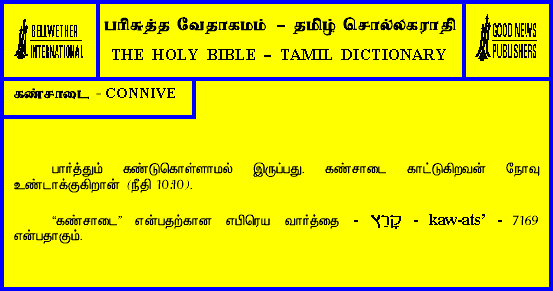 BELLWETHER
INTERNATIONAL
பரிசுத்த வேதாகமம் – தமிழ் சொல்லகராதி
THE HOLY BIBLE – TAMIL DICTIONARY
GOOD NEWS
PUBLISHERS
கண்சாடை - CONNIVE
பார்த்தும் கண்டுகொள்ளாமல் இருப்பது. கண்சாடை காட்டுகிறவன் நோவு
உண்டாக்குகிறான் (நீதி 10:10).
“கண்சாடை” என்பதற்கான எபிரெய வார்த்தை - קָרַץ - kaw-ats’ - 7169
என்பதாகும்.